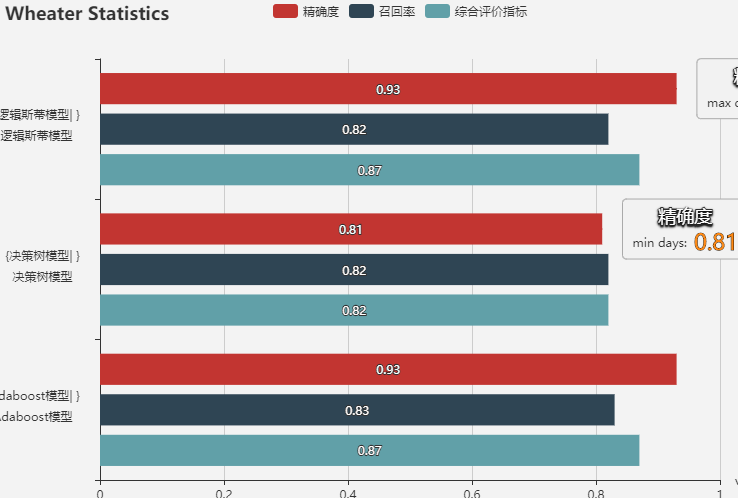 Wheater Statistics
精确度 召回率 综合评价指标
0.93
max
逻辑斯蒂模型| }
逻辑斯蒂模型
0.82
0.87
精确度
min days: 0.81
0.81
{决策树模型| }
决策树模型
0.82
0.82
0.93
daboost模型| }
daboost模型
0.83
0.87
0 0.2 0.4 0.6 0.8 1